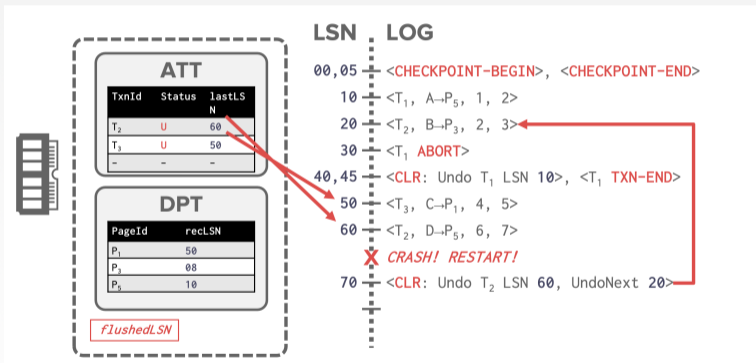 LSN LOG
ATT
TxnId Status lastLS
N
T₂ U 60
T₃ U 50
- - -
DPT
PageId recLSN
P₁ 50
P₃ 08
P₅ 10
flushedLSN
00,05 <CHECKPOINT-BEGIN>, <CHECKPOINT-END>
10 <T₁, A→P₅, 1, 2>
20 <T₂, B→P₃, 2, 3>
30 <T₁ ABORT>
40,45 <CLR: Undo T₁ LSN 10>, <T₁ TXN-END>
50 <T₃, C→P₁, 4, 5>
60 <T₂, D→P₅, 6, 7>
X CRASH! RESTART!
70 <CLR: Undo T₂ LSN 60, UndoNext 20>